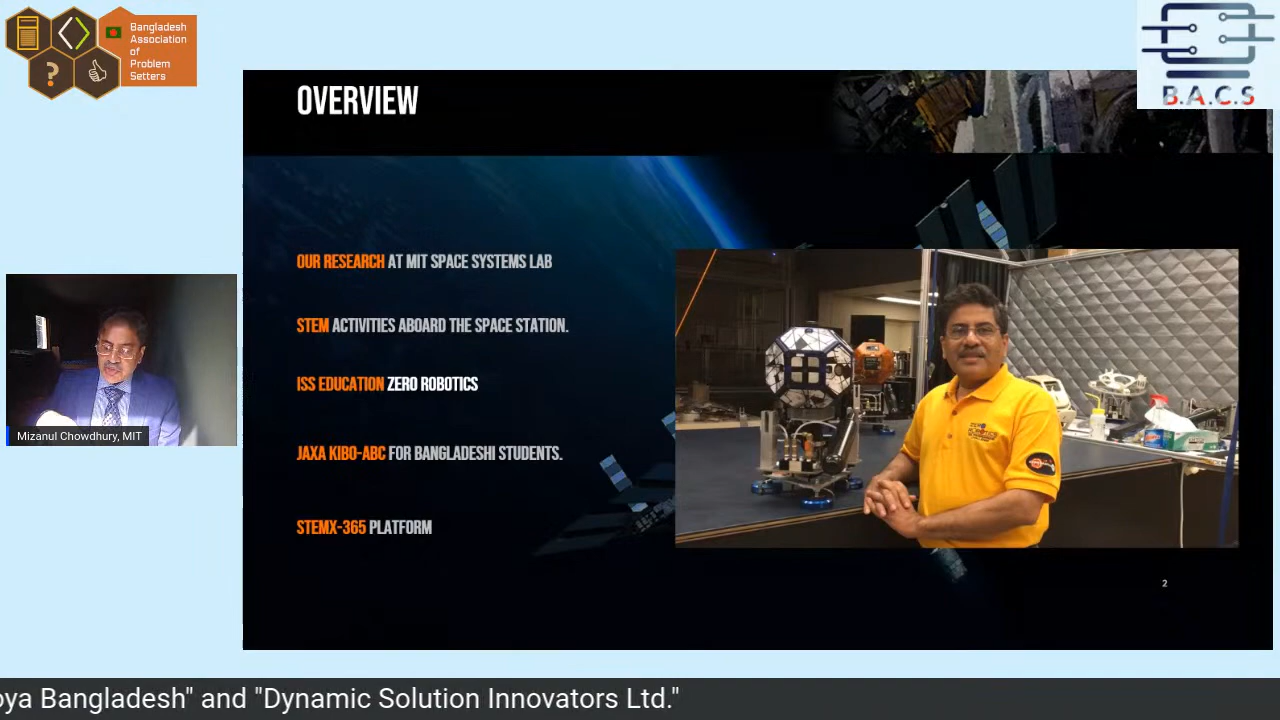 Bangladesh
Association
of
Problem
Setters
?
B.A.C.S
OVERVIEW
OUR RESEARCH AT MIT SPACE SYSTEMS LAB
STEM ACTIVITIES ABOARD THE SPACE STATION.
ISS EDUCATION ZERO ROBOTICS
JAXA KIBO-ABC FOR BANGLADESHI STUDENTS.
STEMX-365 PLATFORM
ZERO
ROBOTICS
2
Mizanul Chowdhury, MIT
oya Bangladesh" and "Dynamic Solution Innovators Ltd."